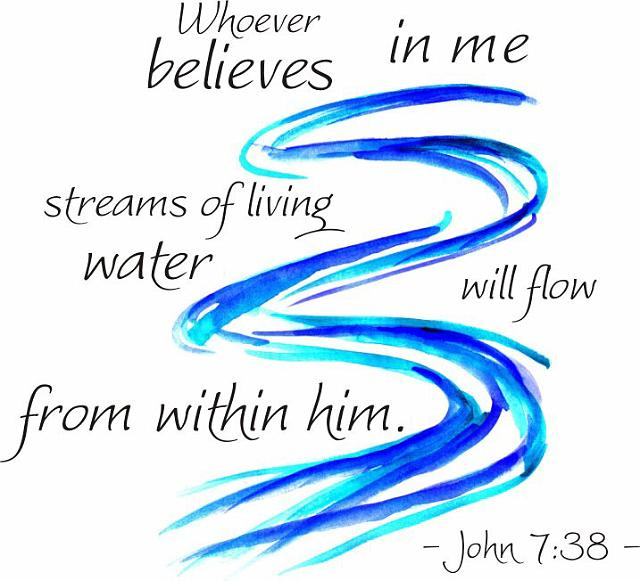 Whoever
believes in me
streams of living
water
will flow
from within him.
- John 7:38 -